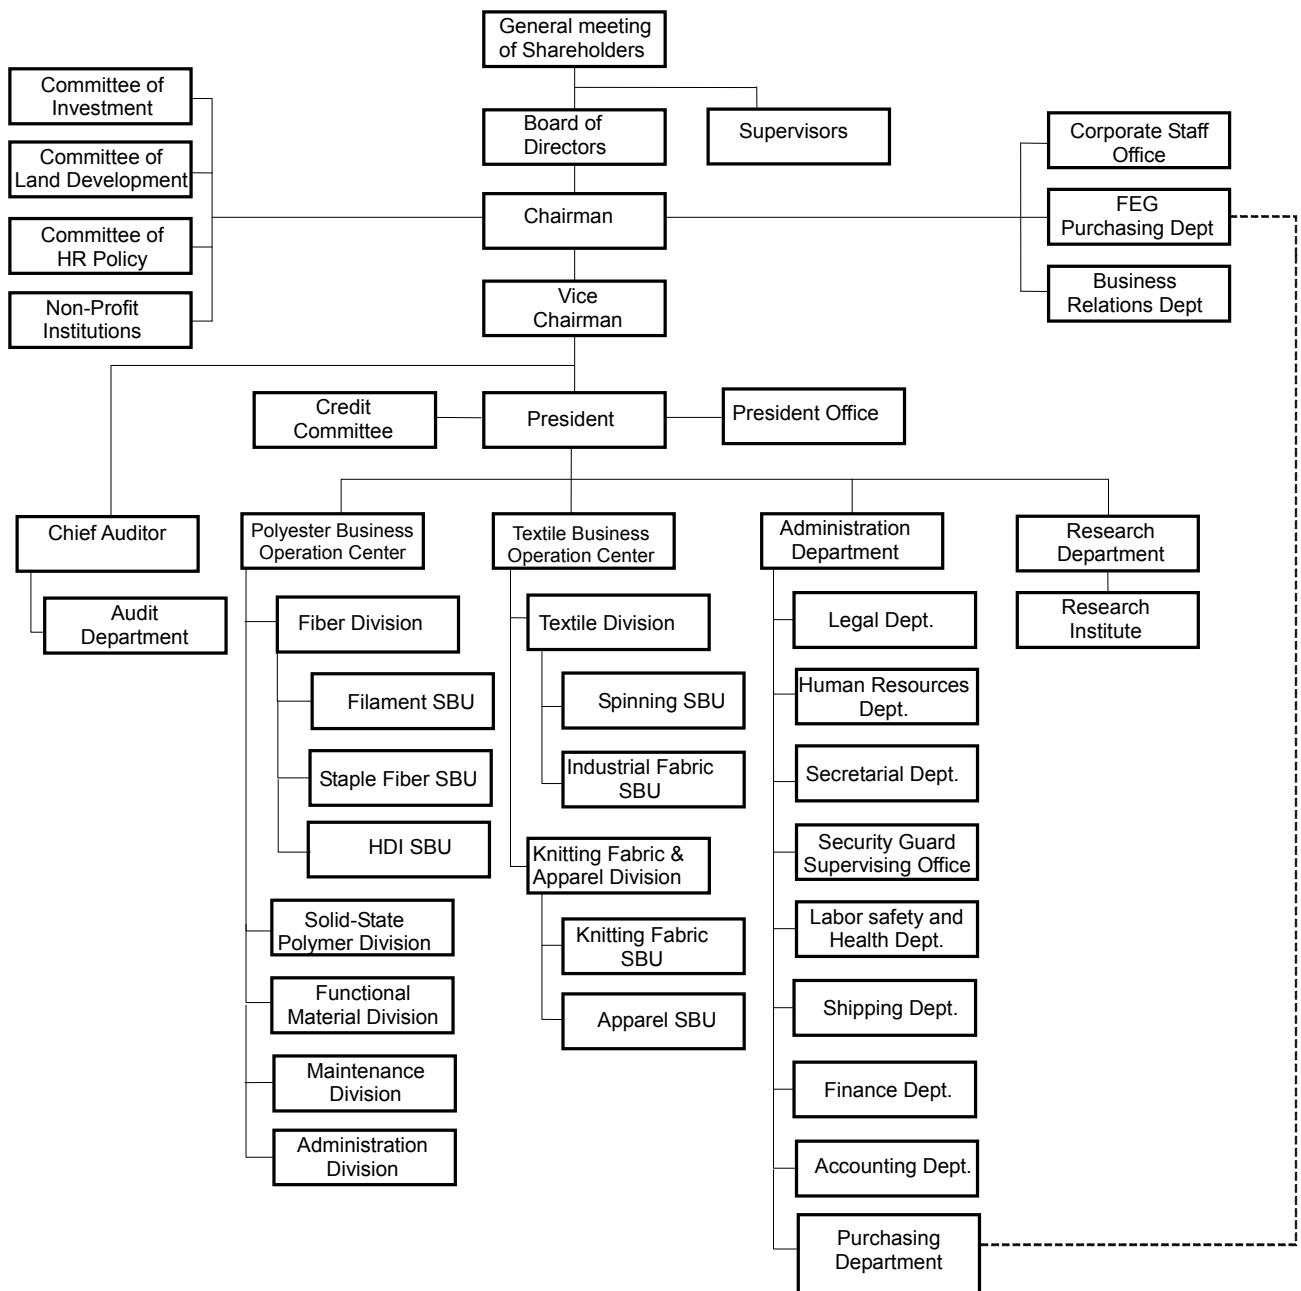 General meeting
of Shareholders
Committee of
Investment
Board of
Directors
Supervisors
Corporate Staff
Office
Committee of
Land Development
Chairman
FEG
Purchasing Dept
Committee of
HR Policy
Vice
Chairman
Business
Relations Dept
Non-Profit
Institutions
Credit
Committee
President
President Office
Chief Auditor
Polyester Business
Operation Center
Textile Business
Operation Center
Administration
Department
Research
Department
Audit
Department
Fiber Division
Textile Division
Legal Dept.
Research
Institute
Filament SBU
Spinning SBU
Human Resources
Dept.
Staple Fiber SBU
Industrial Fabric
SBU
Secretarial Dept.
HDI SBU
Knitting Fabric &
Apparel Division
Security Guard
Supervising Office
Solid-State
Polymer Division
Knitting Fabric
SBU
Labor safety and
Health Dept.
Functional
Material Division
Apparel SBU
Shipping Dept.
Maintenance
Division
Finance Dept.
Administration
Division
Accounting Dept.
Purchasing
Department